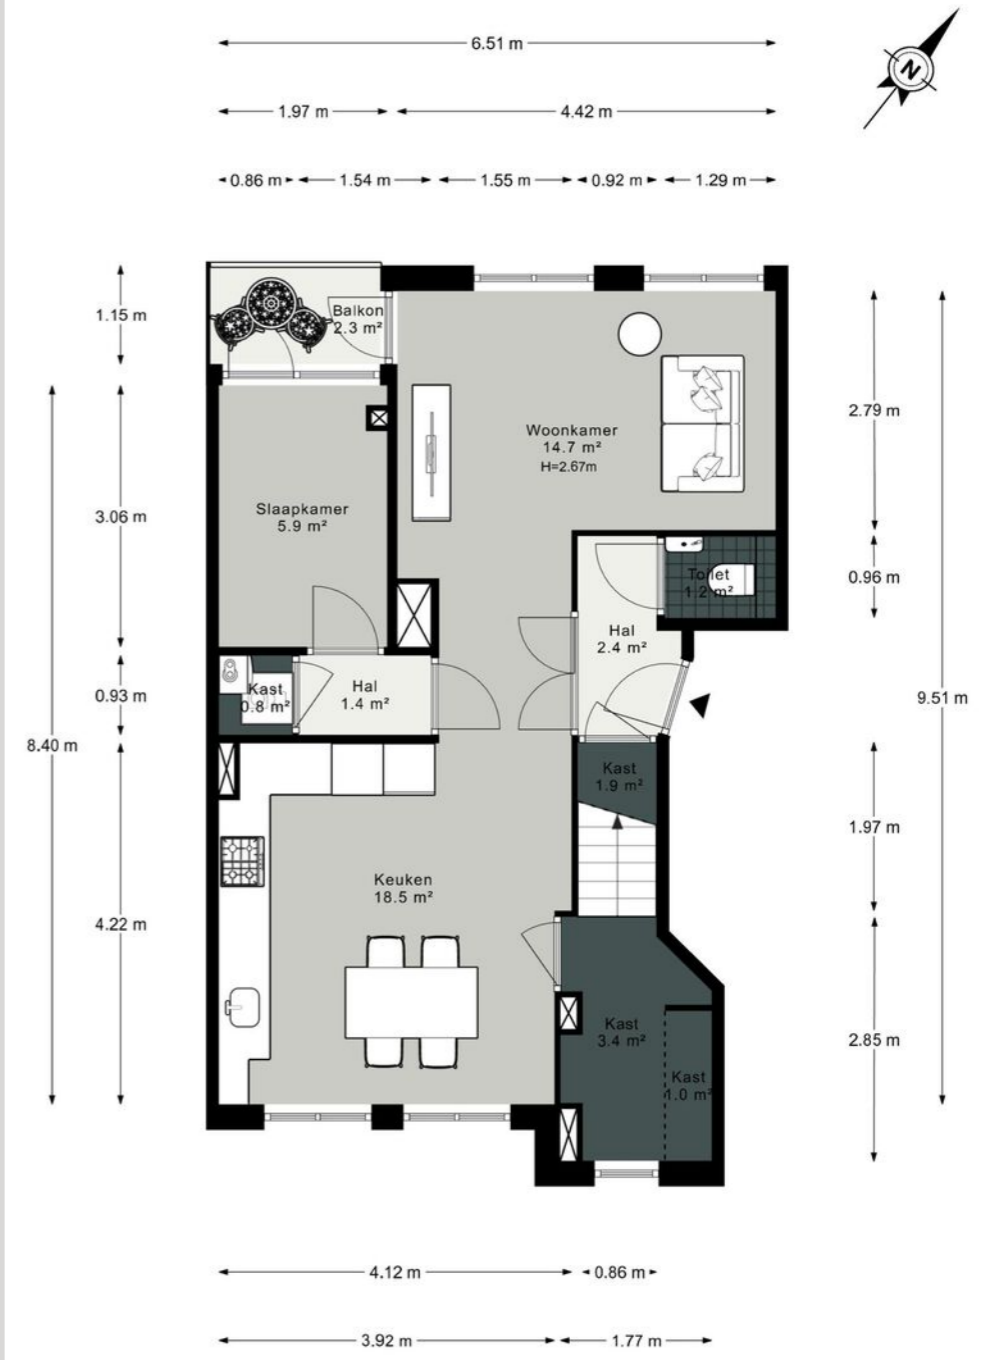 6.51 m
N
1.97 m
4.42 m
0.86 m
1.54 m
1.55 m
0.92 m
1.29 m
1.15 m
Balkon
2.3 m²
2.79 m
Woonkamer
14.7 m²
H=2.67m
3.06 m
Slaapkamer
5.9 m²
0.96 m
Toilet
1.2 m²
Hal
2.4 m²
0.93 m
Kast
0.8 m²
Hal
1.4 m²
9.51 m
8.40 m
Kast
1.9 m²
1.97 m
Keuken
18.5 m²
4.22 m
Kast
3.4 m²
2.85 m
Kast
1.0 m²
4.12 m
0.86 m
3.92 m
1.77 m